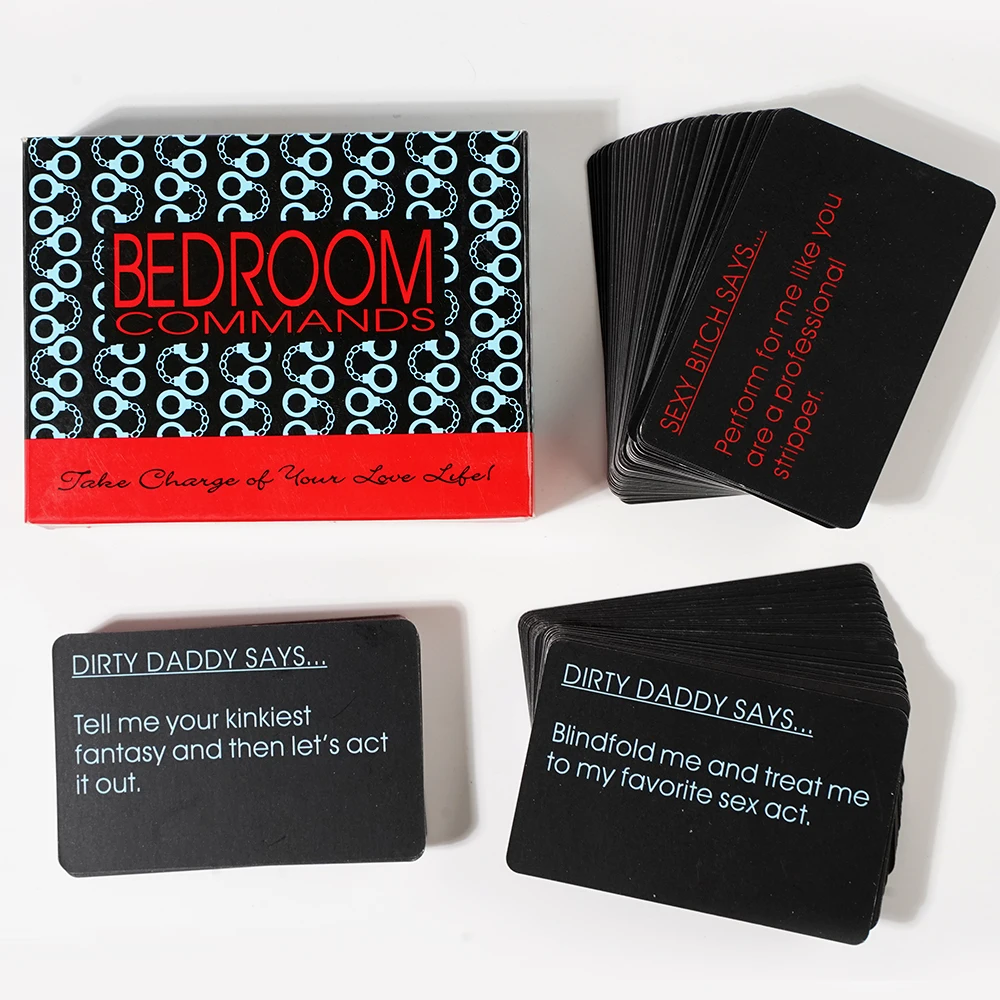 BEDROOM
COMMANDS
Take Charge of Your Love Life!
SEXY BITCH SAYS...
Perform for me like you
are a professional
stripper.
DIRTY DADDY SAYS...
Tell me your kinkiest
fantasy and then let's act
it out.
DIRTY DADDY SAYS...
Blindfold me and treat me
to my favorite sex act.